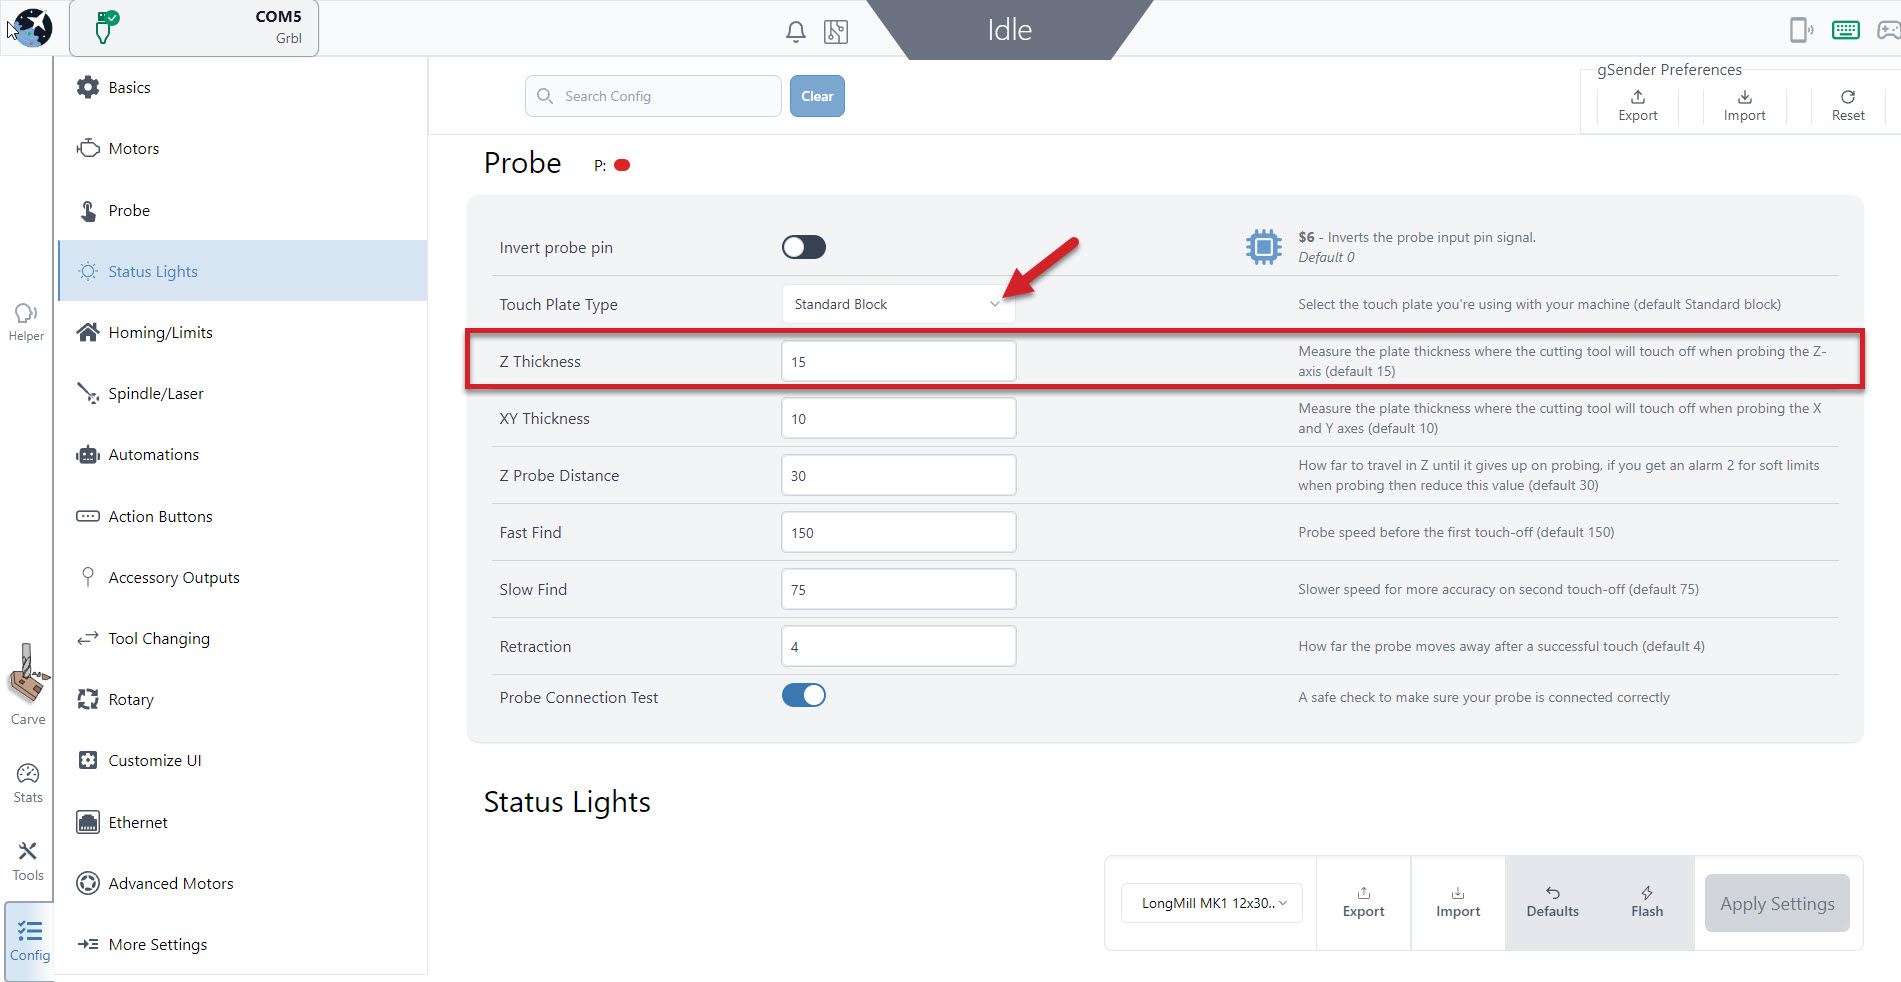 COM5
Grbl
Idle
Helper
Carve
Stats
Tools
Config
Basics
Motors
Probe
Status Lights
Homing/Limits
Spindle/Laser
Automations
Action Buttons
Accessory Outputs
Tool Changing
Rotary
Customize UI
Ethernet
Advanced Motors
More Settings
Search Config
Clear
gSender Preferences
Export
Import
Reset
Probe P:
Invert probe pin
$6 - Inverts the probe input pin signal.
Default 0
Touch Plate Type
Standard Block
Select the touch plate you're using with your machine (default Standard block)
Z Thickness
15
Measure the plate thickness where the cutting tool will touch off when probing the Z-
axis (default 15)
XY Thickness
10
Measure the plate thickness where the cutting tool will touch off when probing the X
and Y axes (default 10)
Z Probe Distance
30
How far to travel in Z until it gives up on probing, if you get an alarm 2 for soft limits
when probing then reduce this value (default 30)
Fast Find
150
Probe speed before the first touch-off (default 150)
Slow Find
75
Slower speed for more accuracy on second touch-off (default 75)
Retraction
4
How far the probe moves away after a successful touch (default 4)
Probe Connection Test
A safe check to make sure your probe is connected correctly
Status Lights
LongMill MK1 12x30..
Export
Import
Defaults
Flash
Apply Settings